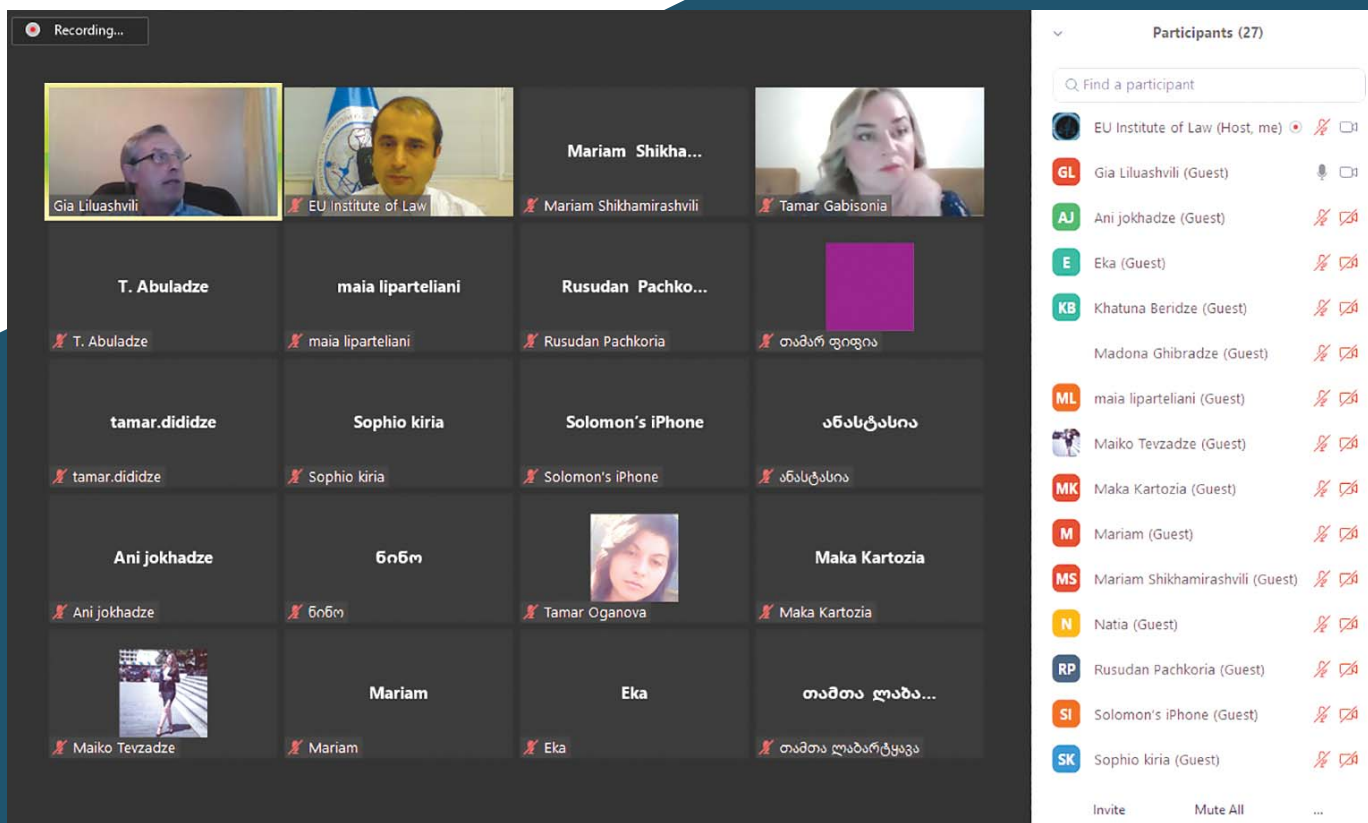 Recording...
Gia Liluashvili
EU Institute of Law
Mariam Shikha...
Mariam Shikhamirashvili
Tamar Gabisonia
T. Abuladze
T. Abuladze
maia liparteliani
maia liparteliani
Rusudan Pachko...
Rusudan Pachkoria
თამარ ფიფია
tamar.dididze
tamar.dididze
Sophio kiria
Sophio kiria
Solomon's iPhone
Solomon's iPhone
ანასტასია
ანასტასია
Ani jokhadze
Ani jokhadze
ნინო
ნინო
Tamar Oganova
Maka Kartozia
Maka Kartozia
Maiko Tevzadze
Mariam
Mariam
Eka
Eka
თამთა ლაბა...
თამთა ლაბარტყავა
Participants (27)
Find a participant
EU Institute of Law (Host, me)
GL Gia Liluashvili (Guest)
AJ Ani jokhadze (Guest)
E Eka (Guest)
KB Khatuna Beridze (Guest)
Madona Ghibradze (Guest)
ML maia liparteliani (Guest)
Maiko Tevzadze (Guest)
MK Maka Kartozia (Guest)
M Mariam (Guest)
MS Mariam Shikhamirashvili (Guest)
N Natia (Guest)
RP Rusudan Pachkoria (Guest)
SI Solomon's iPhone (Guest)
SK Sophio kiria (Guest)
Invite Mute All ...